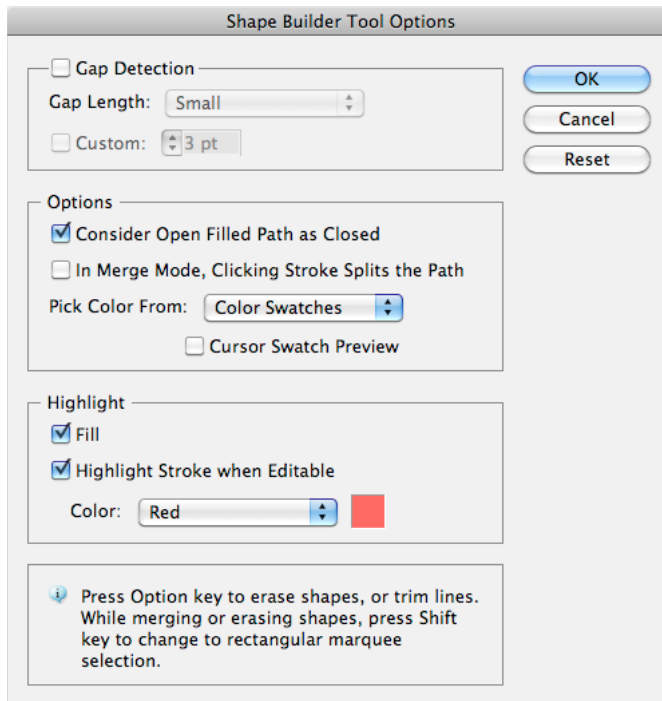 Shape Builder Tool Options
Gap Detection
Gap Length: Small
Custom: 3 pt
OK
Cancel
Reset
Options
Consider Open Filled Path as Closed
In Merge Mode, Clicking Stroke Splits the Path
Pick Color From: Color Swatches
Cursor Swatch Preview
Highlight
Fill
Highlight Stroke when Editable
Color: Red
Press Option key to erase shapes, or trim lines.
While merging or erasing shapes, press Shift
key to change to rectangular marquee
selection.